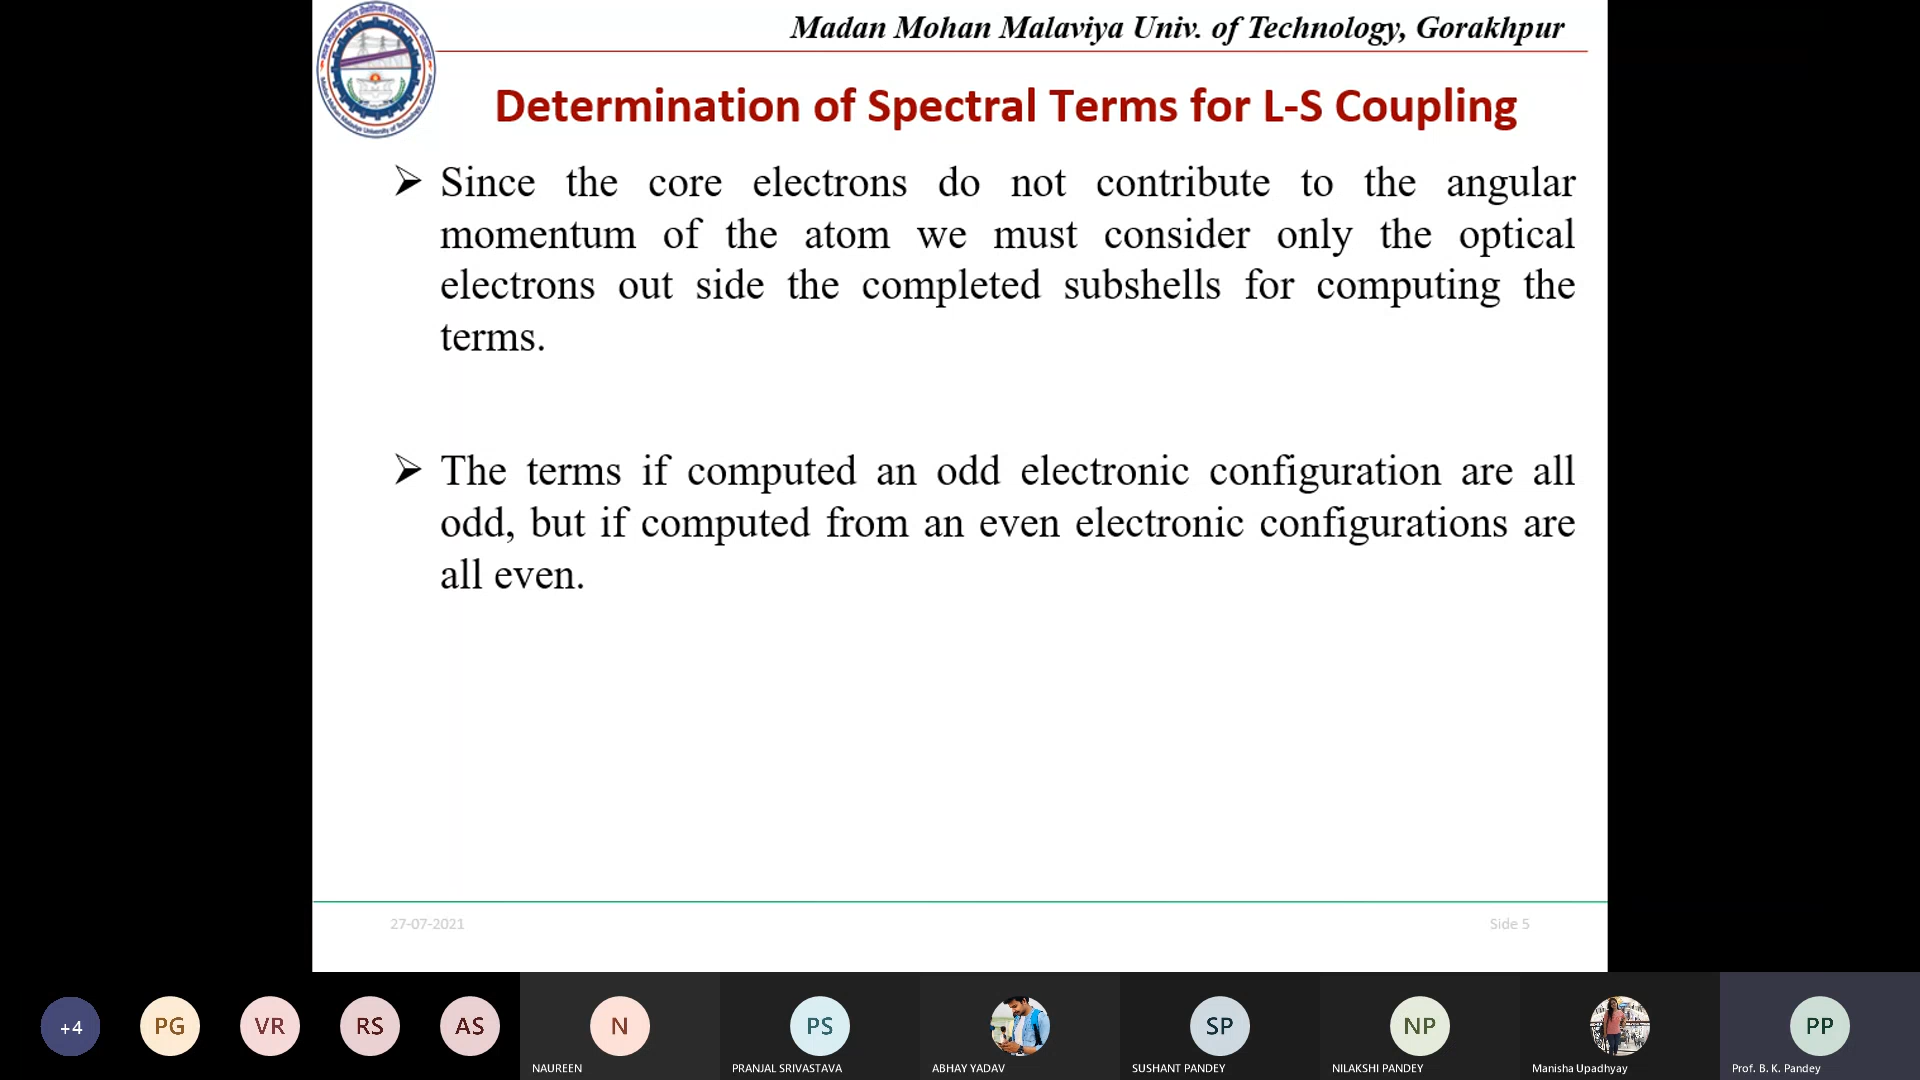 Madan Mohan Malaviya Univ. of Technology, Gorakhpur
Determination of Spectral Terms for L-S Coupling
➢ Since the core electrons do not contribute to the angular
momentum of the atom we must consider only the optical
electrons out side the completed subshells for computing the
terms.
➢ The terms if computed an odd electronic configuration are all
odd, but if computed from an even electronic configurations are
all even.
27-07-2021
Side 5
+4
PG
VR
RS
AS
N
PS
SP
NP
PP
NAUREEN
PRANJAL SRIVASTAVA
ABHAY YADAV
SUSHANT PANDEY
NILAKSHI PANDEY
Manisha Upadhyay
Prof. B. K. Pandey